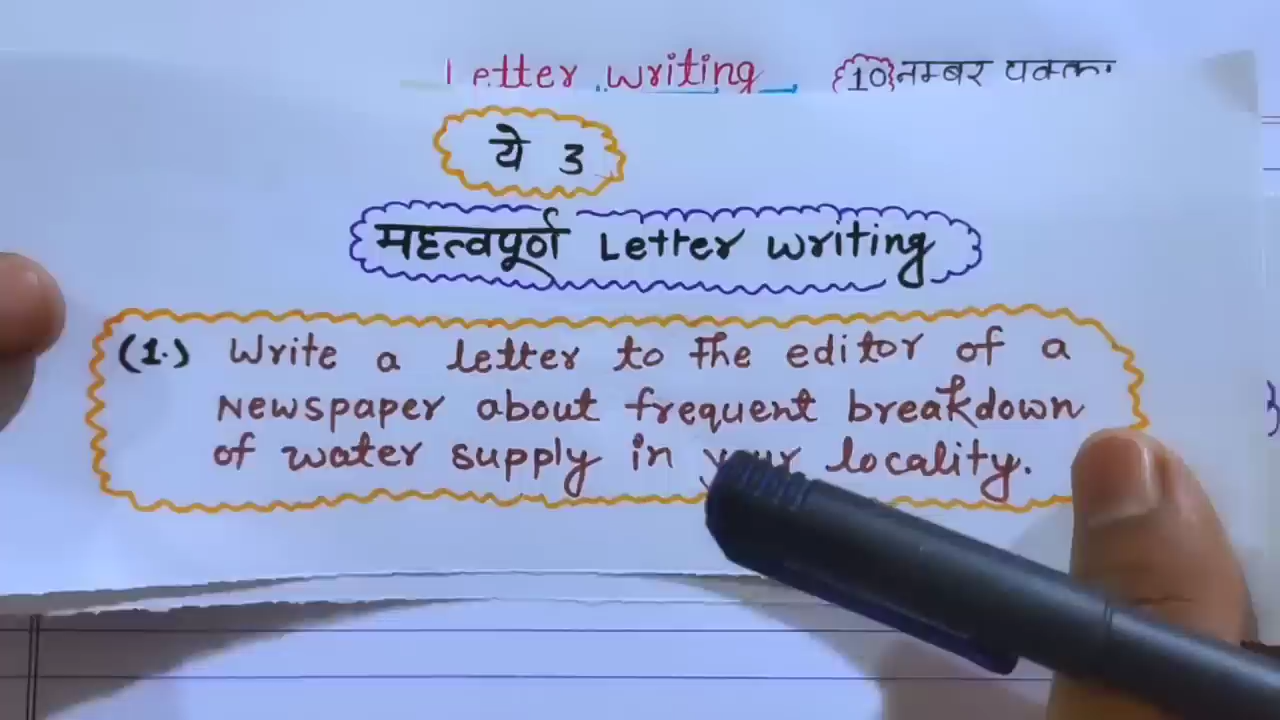 Letter writing {10} नम्बर पक्का.
ये 3
महत्वपूर्ण Letter Writing
(1.) Write a letter to the editor of a
Newspaper about frequent breakdown
of water supply in your locality.